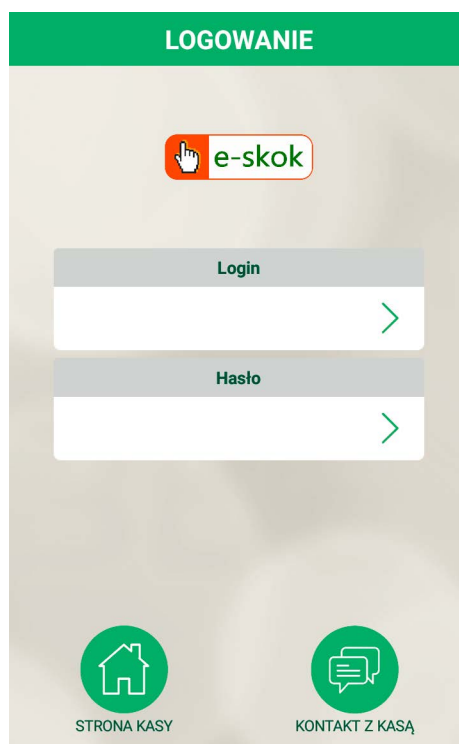 LOGOWANIE
e-skok
Login
Hasło
STRONA KASY
KONTAKT Z KASĄ